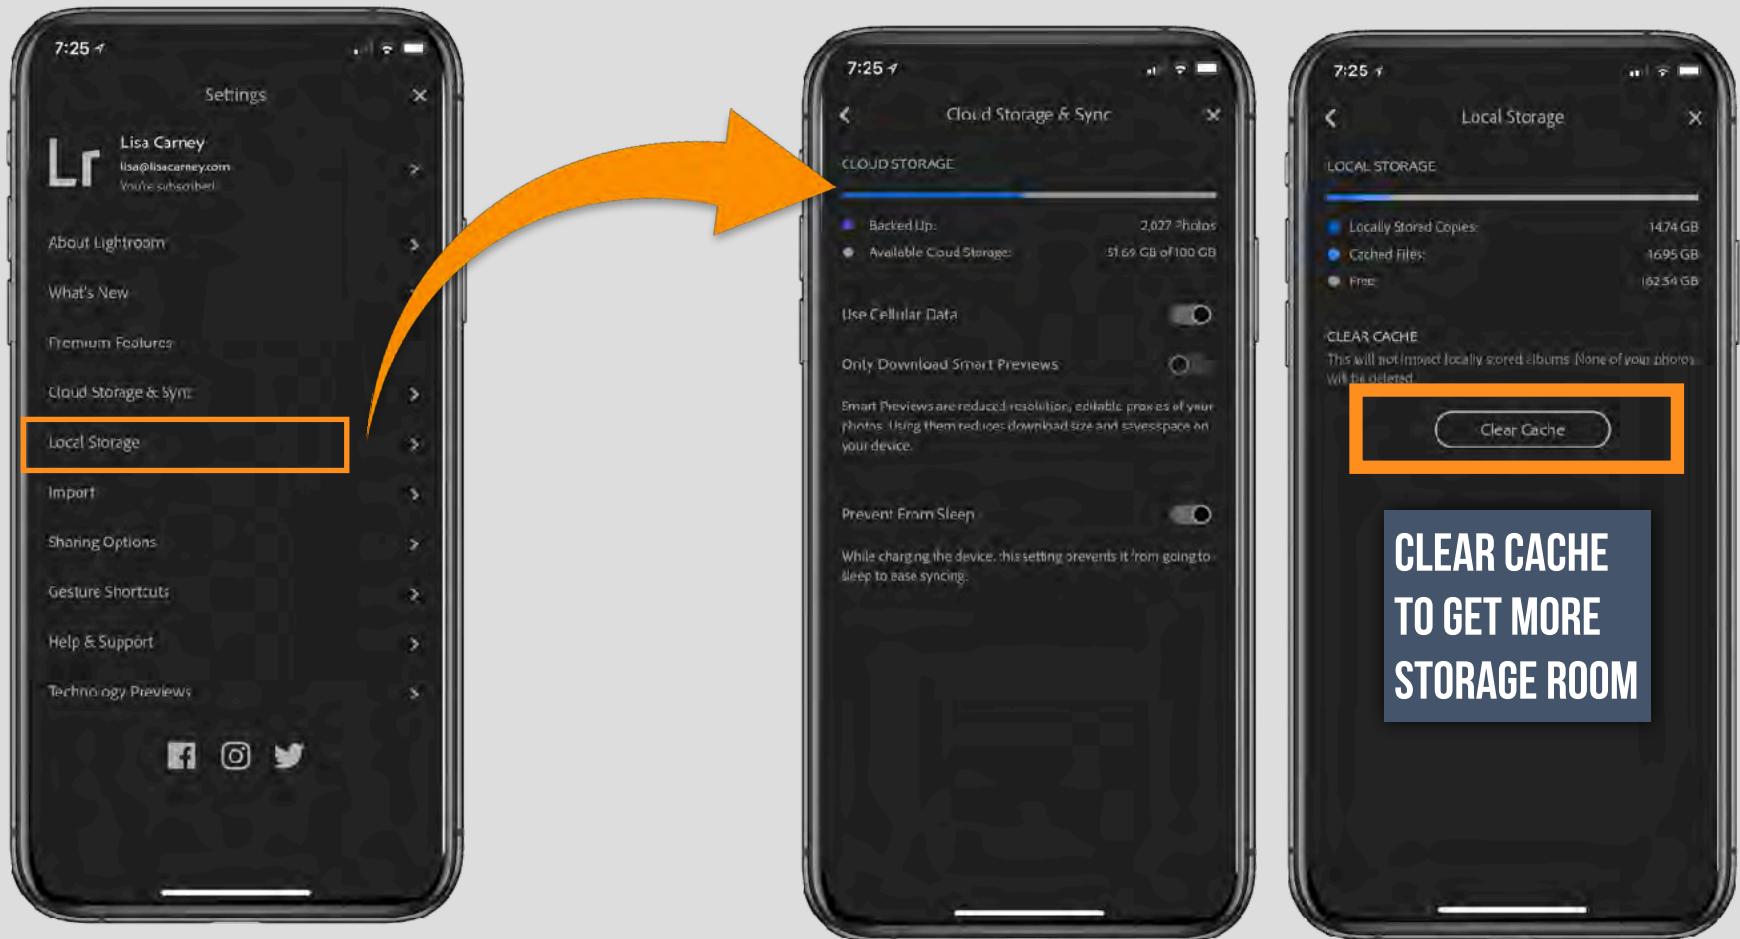 7:25
Settings
Lr
Lisa Carney
lisa@lisacarney.com
You're subscribed
About Lightroom
What's New
Premium Features
Cloud Storage & Sync
Local Storage
Import
Sharing Options
Gesture Shortcuts
Help & Support
Technology Previews
7:25
Cloud Storage & Sync
CLOUD STORAGE
Backed Up: 2,027 Photos
Available Cloud Storage: 51.69 GB of 100 GB
Use Cellular Data
Only Download Smart Previews
Smart Previews are reduced resolution, editable proxies of your
photos. Using them reduces download size and saves space on
your device.
Prevent From Sleep
While charging the device, this setting prevents it from going to
sleep to ease syncing.
7:25
Local Storage
LOCAL STORAGE
Locally Stored Copies: 14.74 GB
Cached Files: 16.95 GB
Free: 162.54 GB
CLEAR CACHE
This will not impact locally stored albums. None of your photos
will be deleted.
Clear Cache
CLEAR CACHE
TO GET MORE
STORAGE ROOM